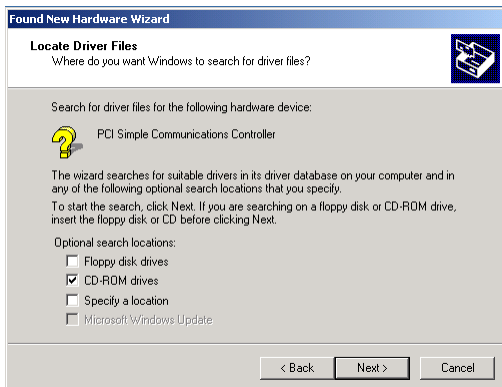 Found New Hardware Wizard
Locate Driver Files
Where do you want Windows to search for driver files?
Search for driver files for the following hardware device:
PCI Simple Communications Controller
The wizard searches for suitable drivers in its driver database on your computer and in
any of the following optional search locations that you specify.
To start the search, click Next. If you are searching on a floppy disk or CD-ROM drive,
insert the floppy disk or CD before clicking Next.
Optional search locations:
Floppy disk drives
CD-ROM drives
Specify a location
Microsoft Windows Update
< Back Next > Cancel